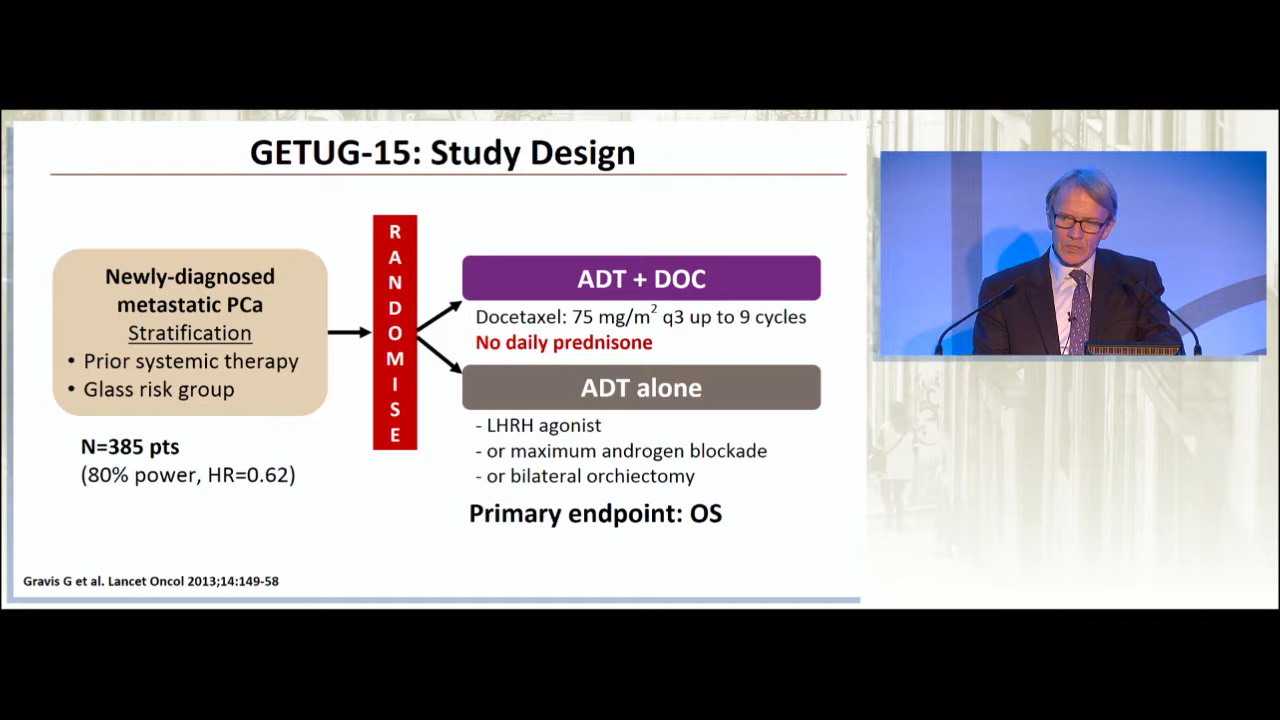 GETUG-15: Study Design
Newly-diagnosed
metastatic PCa
Stratification
• Prior systemic therapy
• Glass risk group
N=385 pts
(80% power, HR=0.62)
RANDOMISE
ADT + DOC
Docetaxel: 75 mg/m² q3 up to 9 cycles
No daily prednisone
ADT alone
- LHRH agonist
- or maximum androgen blockade
- or bilateral orchiectomy
Primary endpoint: OS
Gravis G et al. Lancet Oncol 2013;14:149-58